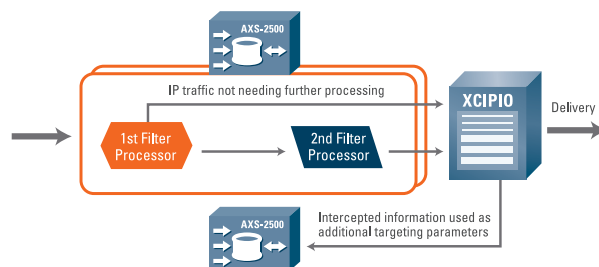 AXS-2500
IP traffic not needing further processing
XCIPIO
Delivery
1st Filter
Processor
2nd Filter
Processor
Intercepted information used as
additional targeting parameters
AXS-2500